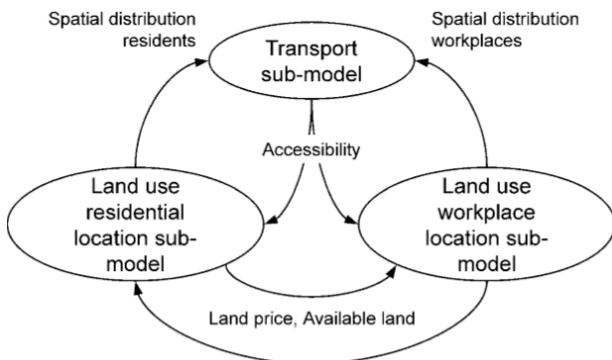 Spatial distribution
residents
Transport
sub-model
Spatial distribution
workplaces
Accessibility
Land use
residential
location sub-
model
Land use
workplace
location sub-
model
Land price, Available land